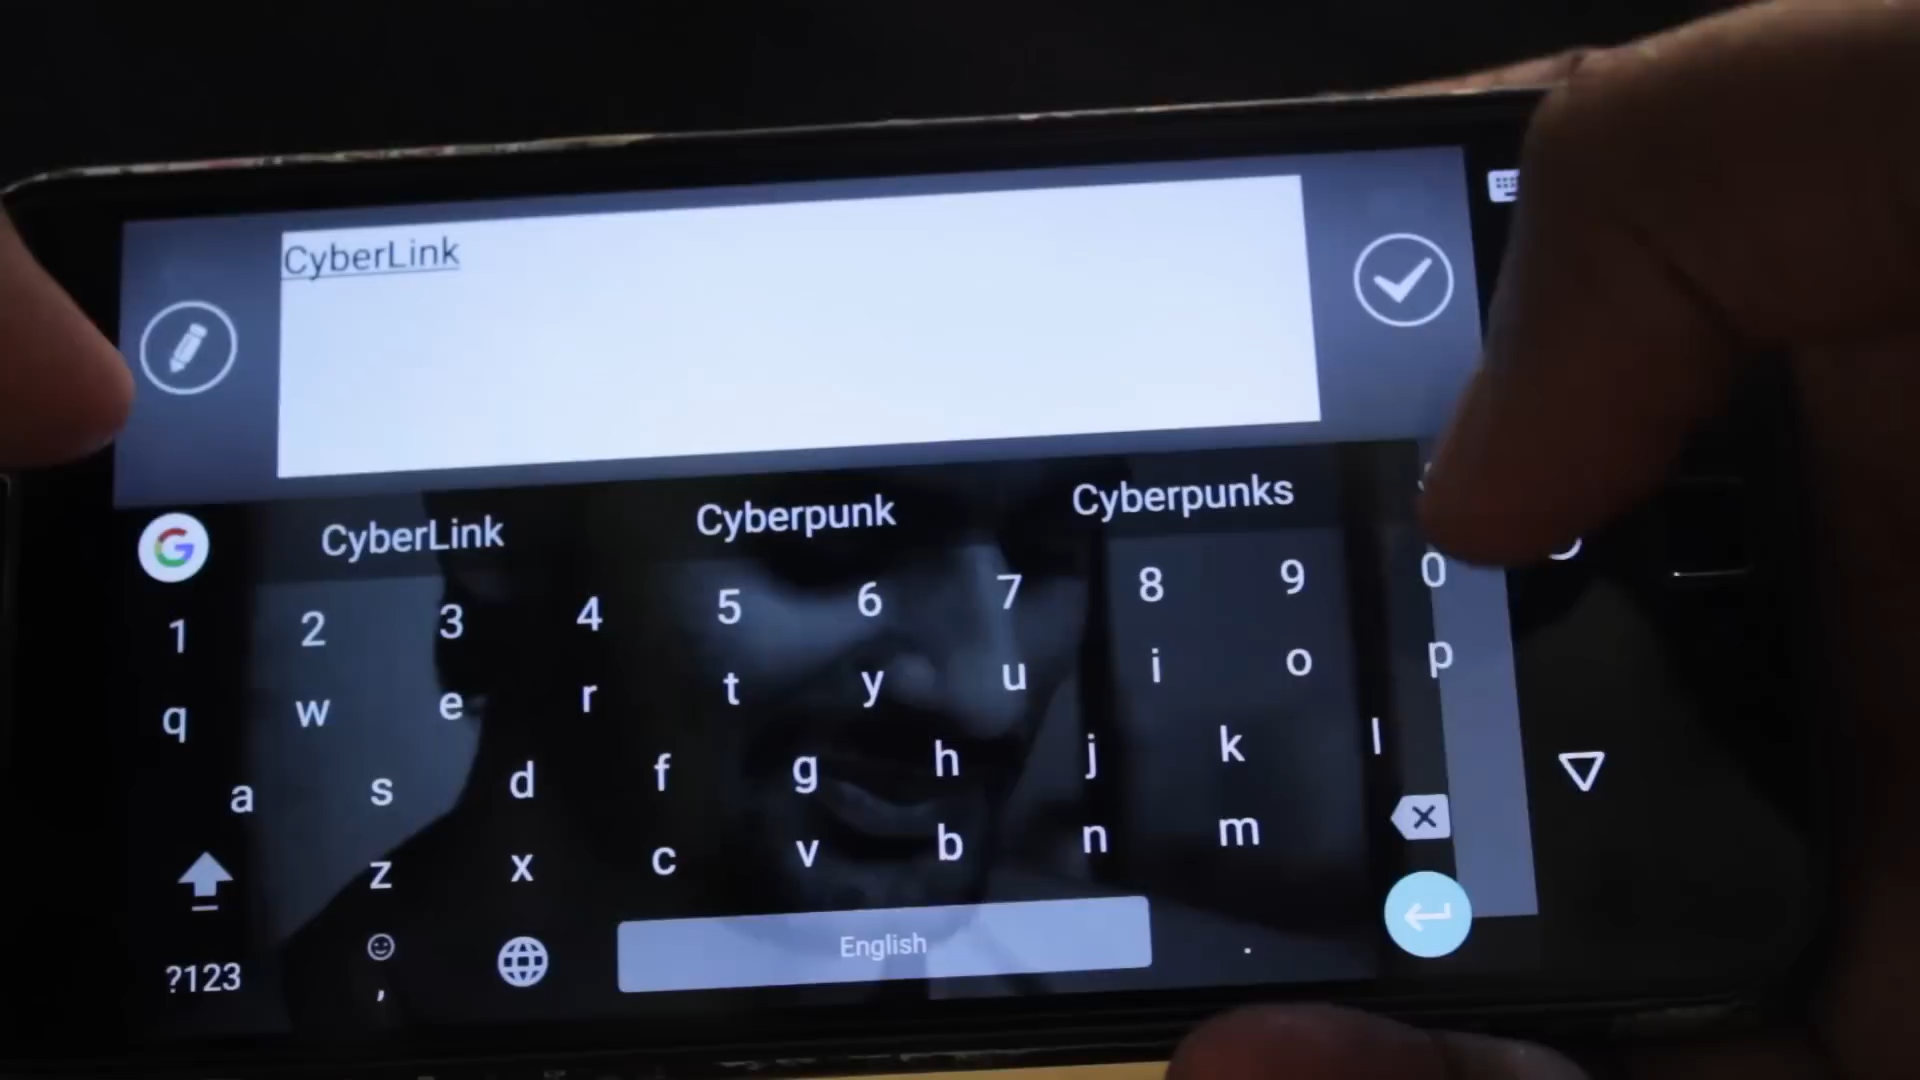 CyberLink
CyberLink Cyberpunk Cyberpunks
1 2 3 4 5 6 7 8 9 0
q w e r t y u i o p
a s d f g h j k l
z x c v b n m
?123 , English .